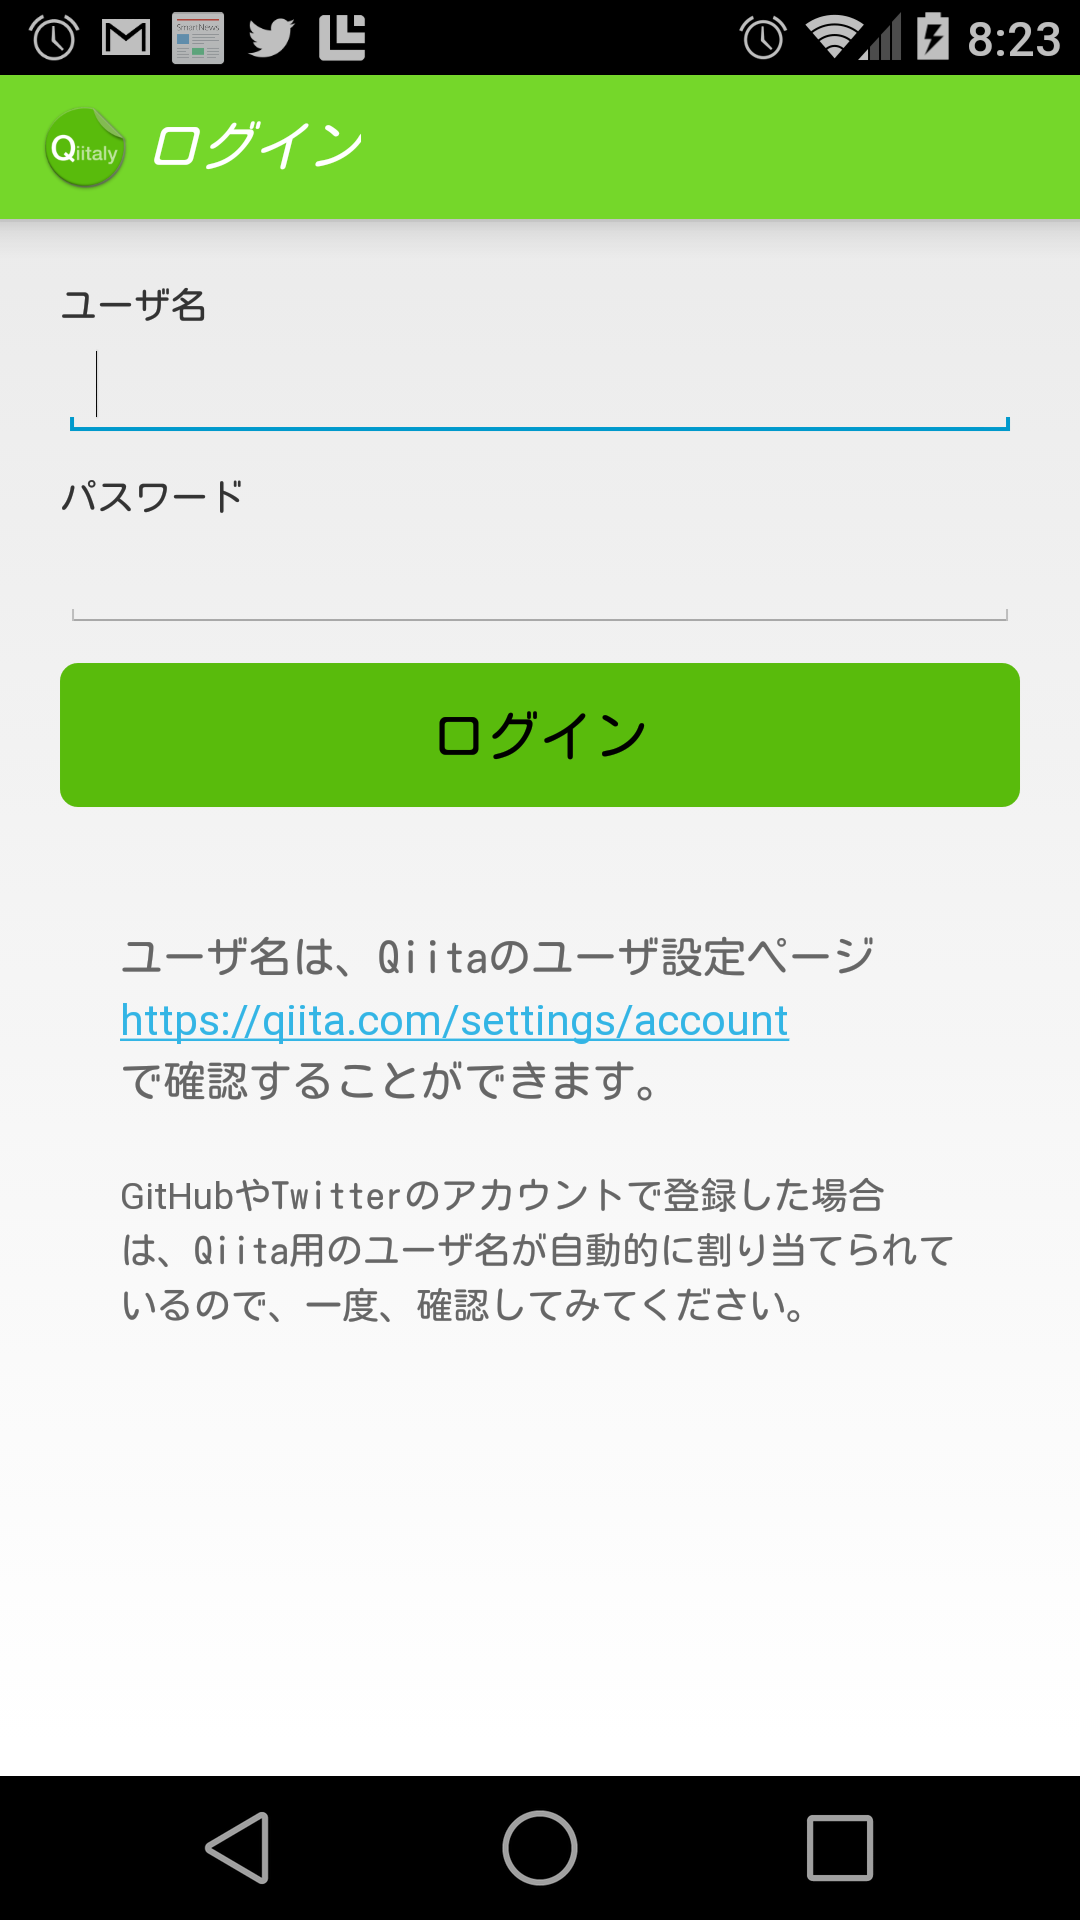 SmartNews
8:23
Qiitaly ログイン
ユーザ名
パスワード
ログイン
ユーザ名は、Qiitaのユーザ設定ページ
https://qiita.com/settings/account
で確認することができます。
GitHubやTwitterのアカウントで登録した場合
は、Qiita用のユーザ名が自動的に割り当てられて
いるので、一度、確認してみてください。